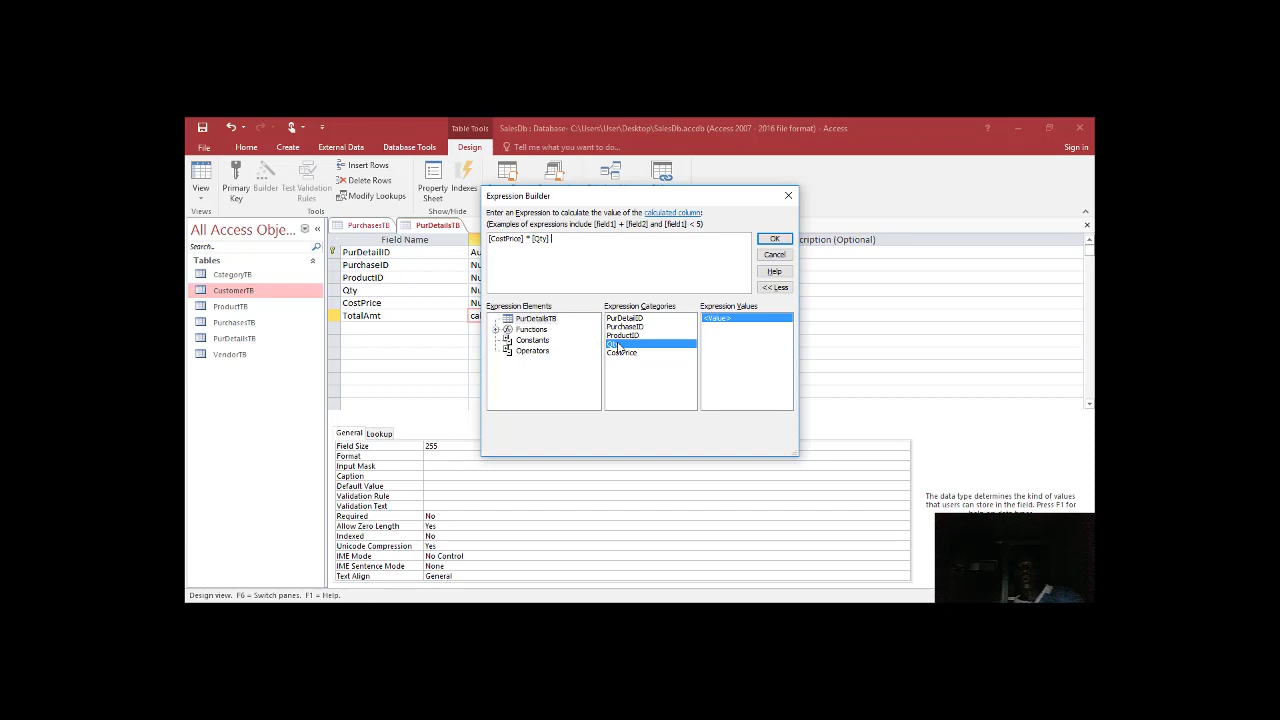 Table Tools
SalesDb : Database- C:\Users\User\Desktop\SalesDb.accdb (Access 2007 - 2016 file format) - Access
File Home Create External Data Database Tools Design Tell me what you want to do... Sign in
View
Primary Key
Builder
Test Validation Rules
Insert Rows
Delete Rows
Modify Lookups
Property Sheet
Indexes
Views
Tools
Show/Hide
All Access Obje...
Search...
Tables
CategoryTB
CustomerTB
ProductTB
PurchasesTB
PurDetailsTB
VendorTB
PurchasesTB
PurDetailsTB
Field Name
cription (Optional)
PurDetailID Au
PurchaseID Nu
ProductID Nu
Qty Nu
CostPrice Nu
TotalAmt cal
Expression Builder
Enter an Expression to calculate the value of the calculated column:
(Examples of expressions include [field1] + [field2] and [field1] < 5)
[CostPrice] * [Qty]
OK
Cancel
Help
<< Less
Expression Elements
PurDetailsTB
Functions
Constants
Operators
Expression Categories
PurDetailID
PurchaseID
ProductID
CostPrice
Expression Values
<Value>
General Lookup
Field Size 255
Format
Input Mask
Caption
Default Value
Validation Rule
Validation Text
Required No
Allow Zero Length Yes
Indexed No
Unicode Compression Yes
IME Mode No Control
IME Sentence Mode None
Text Align General
The data type determines the kind of values
that users can store in the field. Press F1 for
Design view. F6 = Switch panes. F1 = Help.